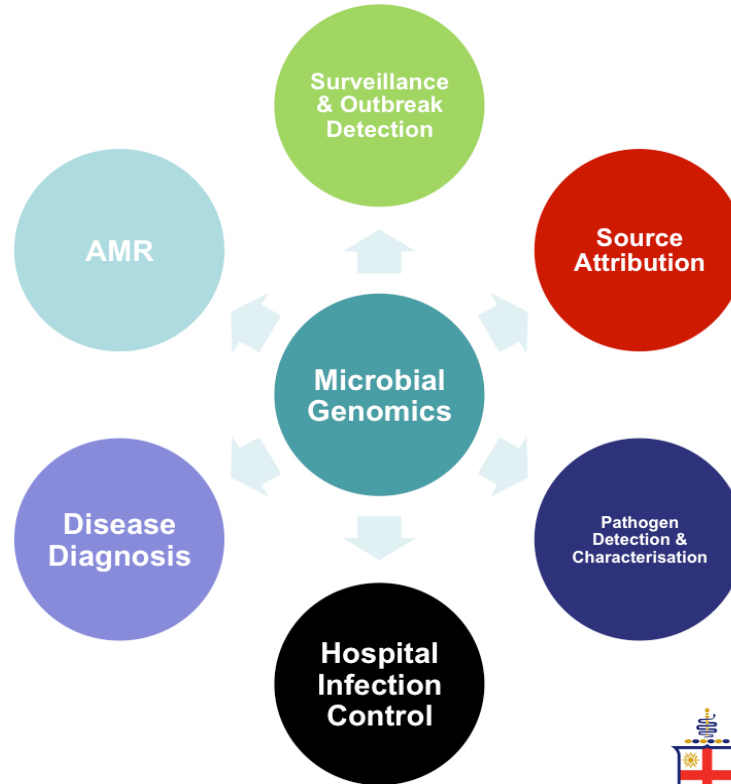 Surveillance
& Outbreak
Detection
AMR
Source
Attribution
Microbial
Genomics
Disease
Diagnosis
Pathogen
Detection &
Characterisation
Hospital
Infection
Control